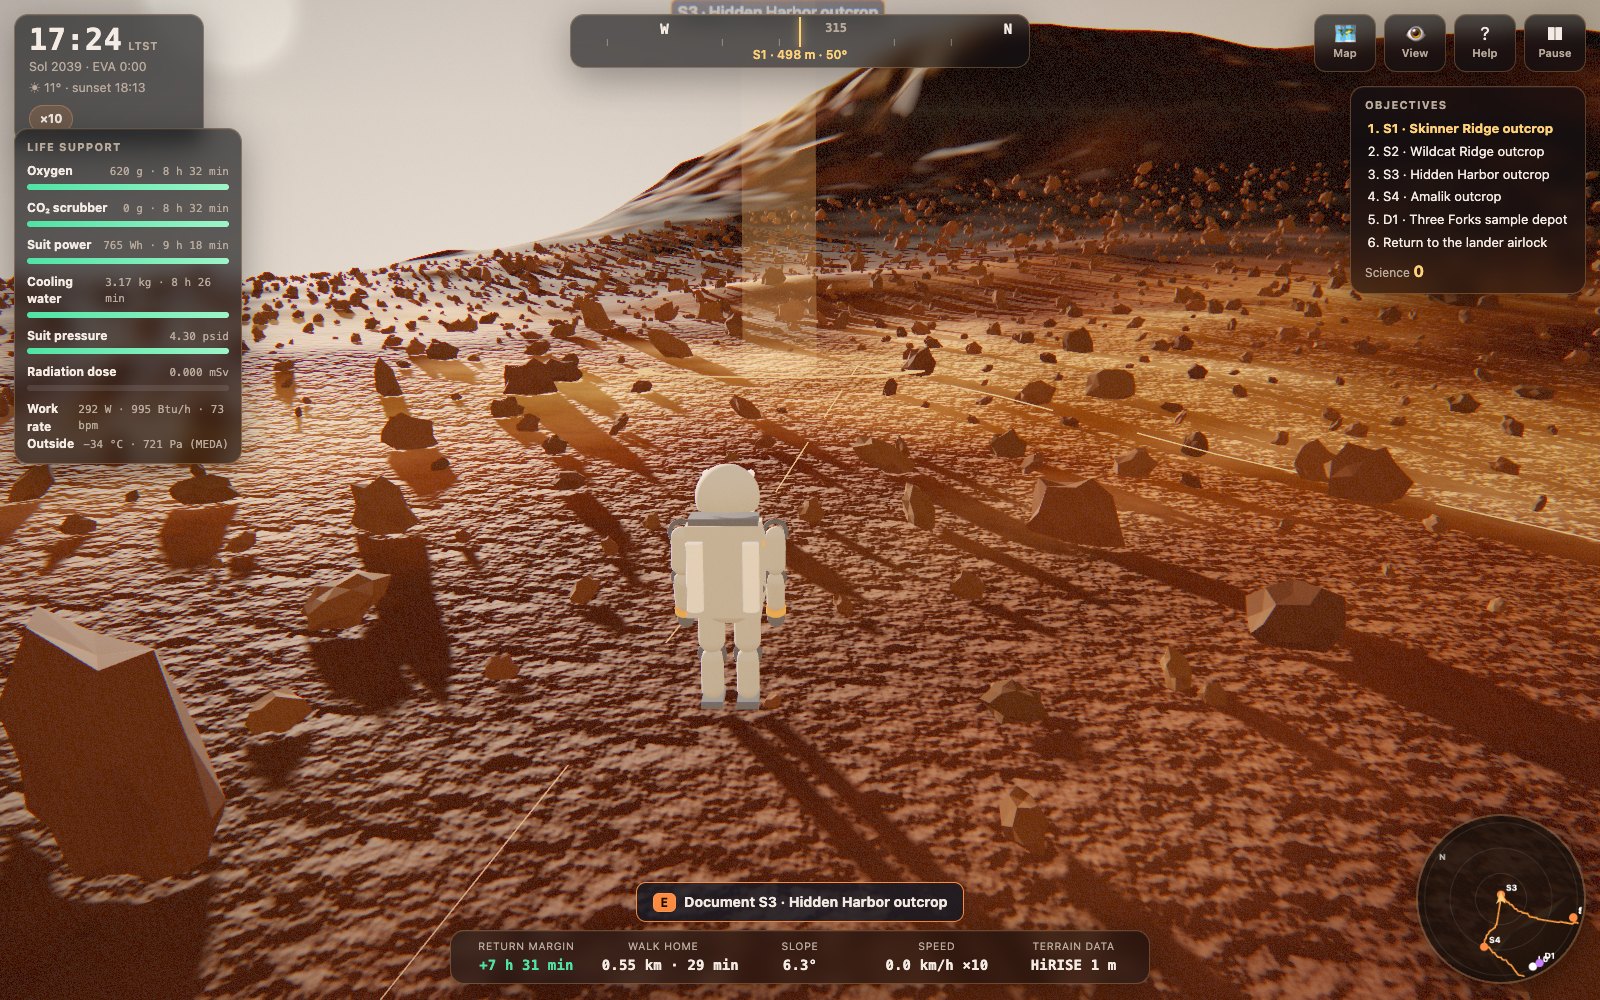 S3 · Hidden Harbor outcrop
17:24 LTST
Sol 2039 · EVA 0:00
☀ 11° · sunset 18:13
×10
W 315 N
S1 · 498 m · 50°
Map
View
?
Help
Pause
LIFE SUPPORT
Oxygen 620 g · 8 h 32 min
CO₂ scrubber 0 g · 8 h 32 min
Suit power 765 Wh · 9 h 18 min
Cooling water 3.17 kg · 8 h 26 min
Suit pressure 4.30 psid
Radiation dose 0.000 mSv
Work rate 292 W · 995 Btu/h · 73 bpm
Outside −34 °C · 721 Pa (MEDA)
OBJECTIVES
1. S1 · Skinner Ridge outcrop
2. S2 · Wildcat Ridge outcrop
3. S3 · Hidden Harbor outcrop
4. S4 · Amalik outcrop
5. D1 · Three Forks sample depot
6. Return to the lander airlock
Science 0
E Document S3 · Hidden Harbor outcrop
RETURN MARGIN
+7 h 31 min
WALK HOME
0.55 km · 29 min
SLOPE
6.3°
SPEED
0.0 km/h ×10
TERRAIN DATA
HiRISE 1 m
N
S3
S4
D1